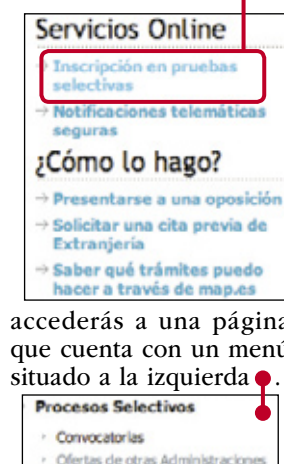 Servicios Online
→ Inscripción en pruebas
selectivas
→ Notificaciones telemáticas
seguras
¿Cómo lo hago?
→ Presentarse a una oposición
→ Solicitar una cita previa de
Extranjería
→ Saber qué trámites puedo
hacer a través de map.es
accederás a una página
que cuenta con un menú
situado a la izquierda .
Procesos Selectivos
· Convocatorias
· Ofertas de otras Administraciones